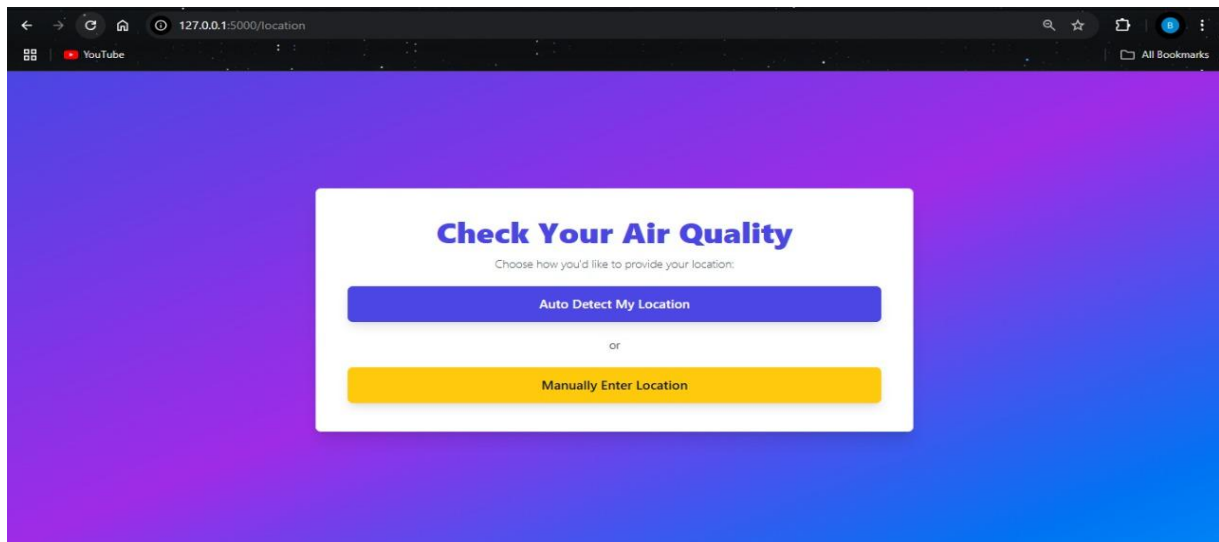 127.0.0.1:5000/location
B
YouTube
All Bookmarks
Check Your Air Quality
Choose how you'd like to provide your location:
Auto Detect My Location
or
Manually Enter Location